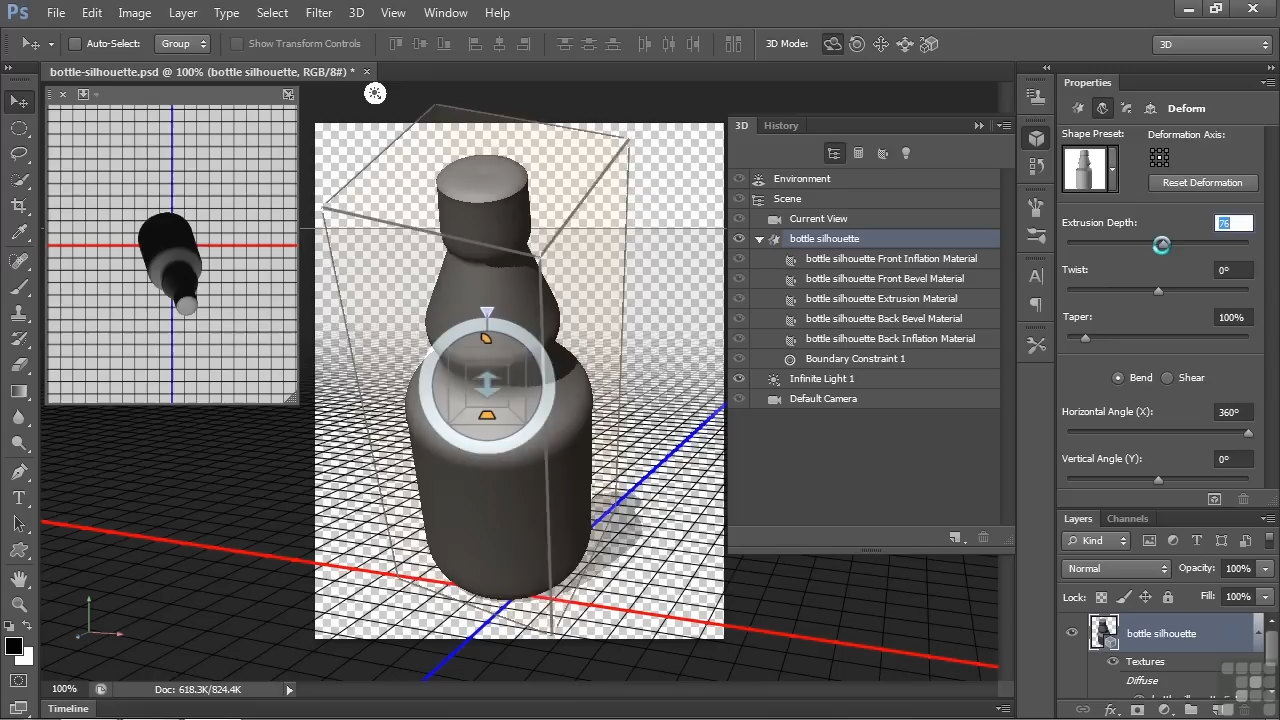 Ps File Edit Image Layer Type Select Filter 3D View Window Help
Auto-Select: Group Show Transform Controls 3D Mode: 3D
bottle-silhouette.psd @ 100% (bottle silhouette, RGB/8#) * ×
Properties
Deform
3D History
Shape Preset: Deformation Axis:
Reset Deformation
Environment
Scene
Current View
bottle silhouette
bottle silhouette Front Inflation Material
bottle silhouette Front Bevel Material
bottle silhouette Extrusion Material
bottle silhouette Back Bevel Material
bottle silhouette Back Inflation Material
Boundary Constraint 1
Infinite Light 1
Default Camera
Extrusion Depth: 76
Twist: 0°
Taper: 100%
Bend Shear
Horizontal Angle (X): 360°
Vertical Angle (Y): 0°
Layers Channels
Kind
Normal Opacity: 100%
Lock: Fill: 100%
bottle silhouette
Textures
Diffuse
100% Doc: 618.3K/824.4K
Timeline